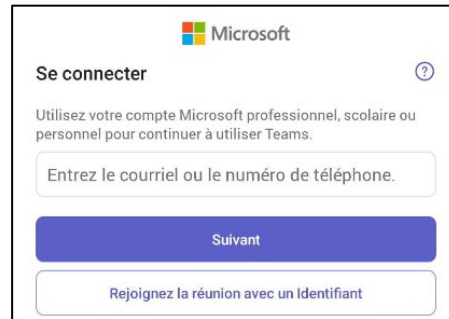 Microsoft
Se connecter
Utilisez votre compte Microsoft professionnel, scolaire ou
personnel pour continuer à utiliser Teams.
Entrez le courriel ou le numéro de téléphone.
Suivant
Rejoignez la réunion avec un Identifiant